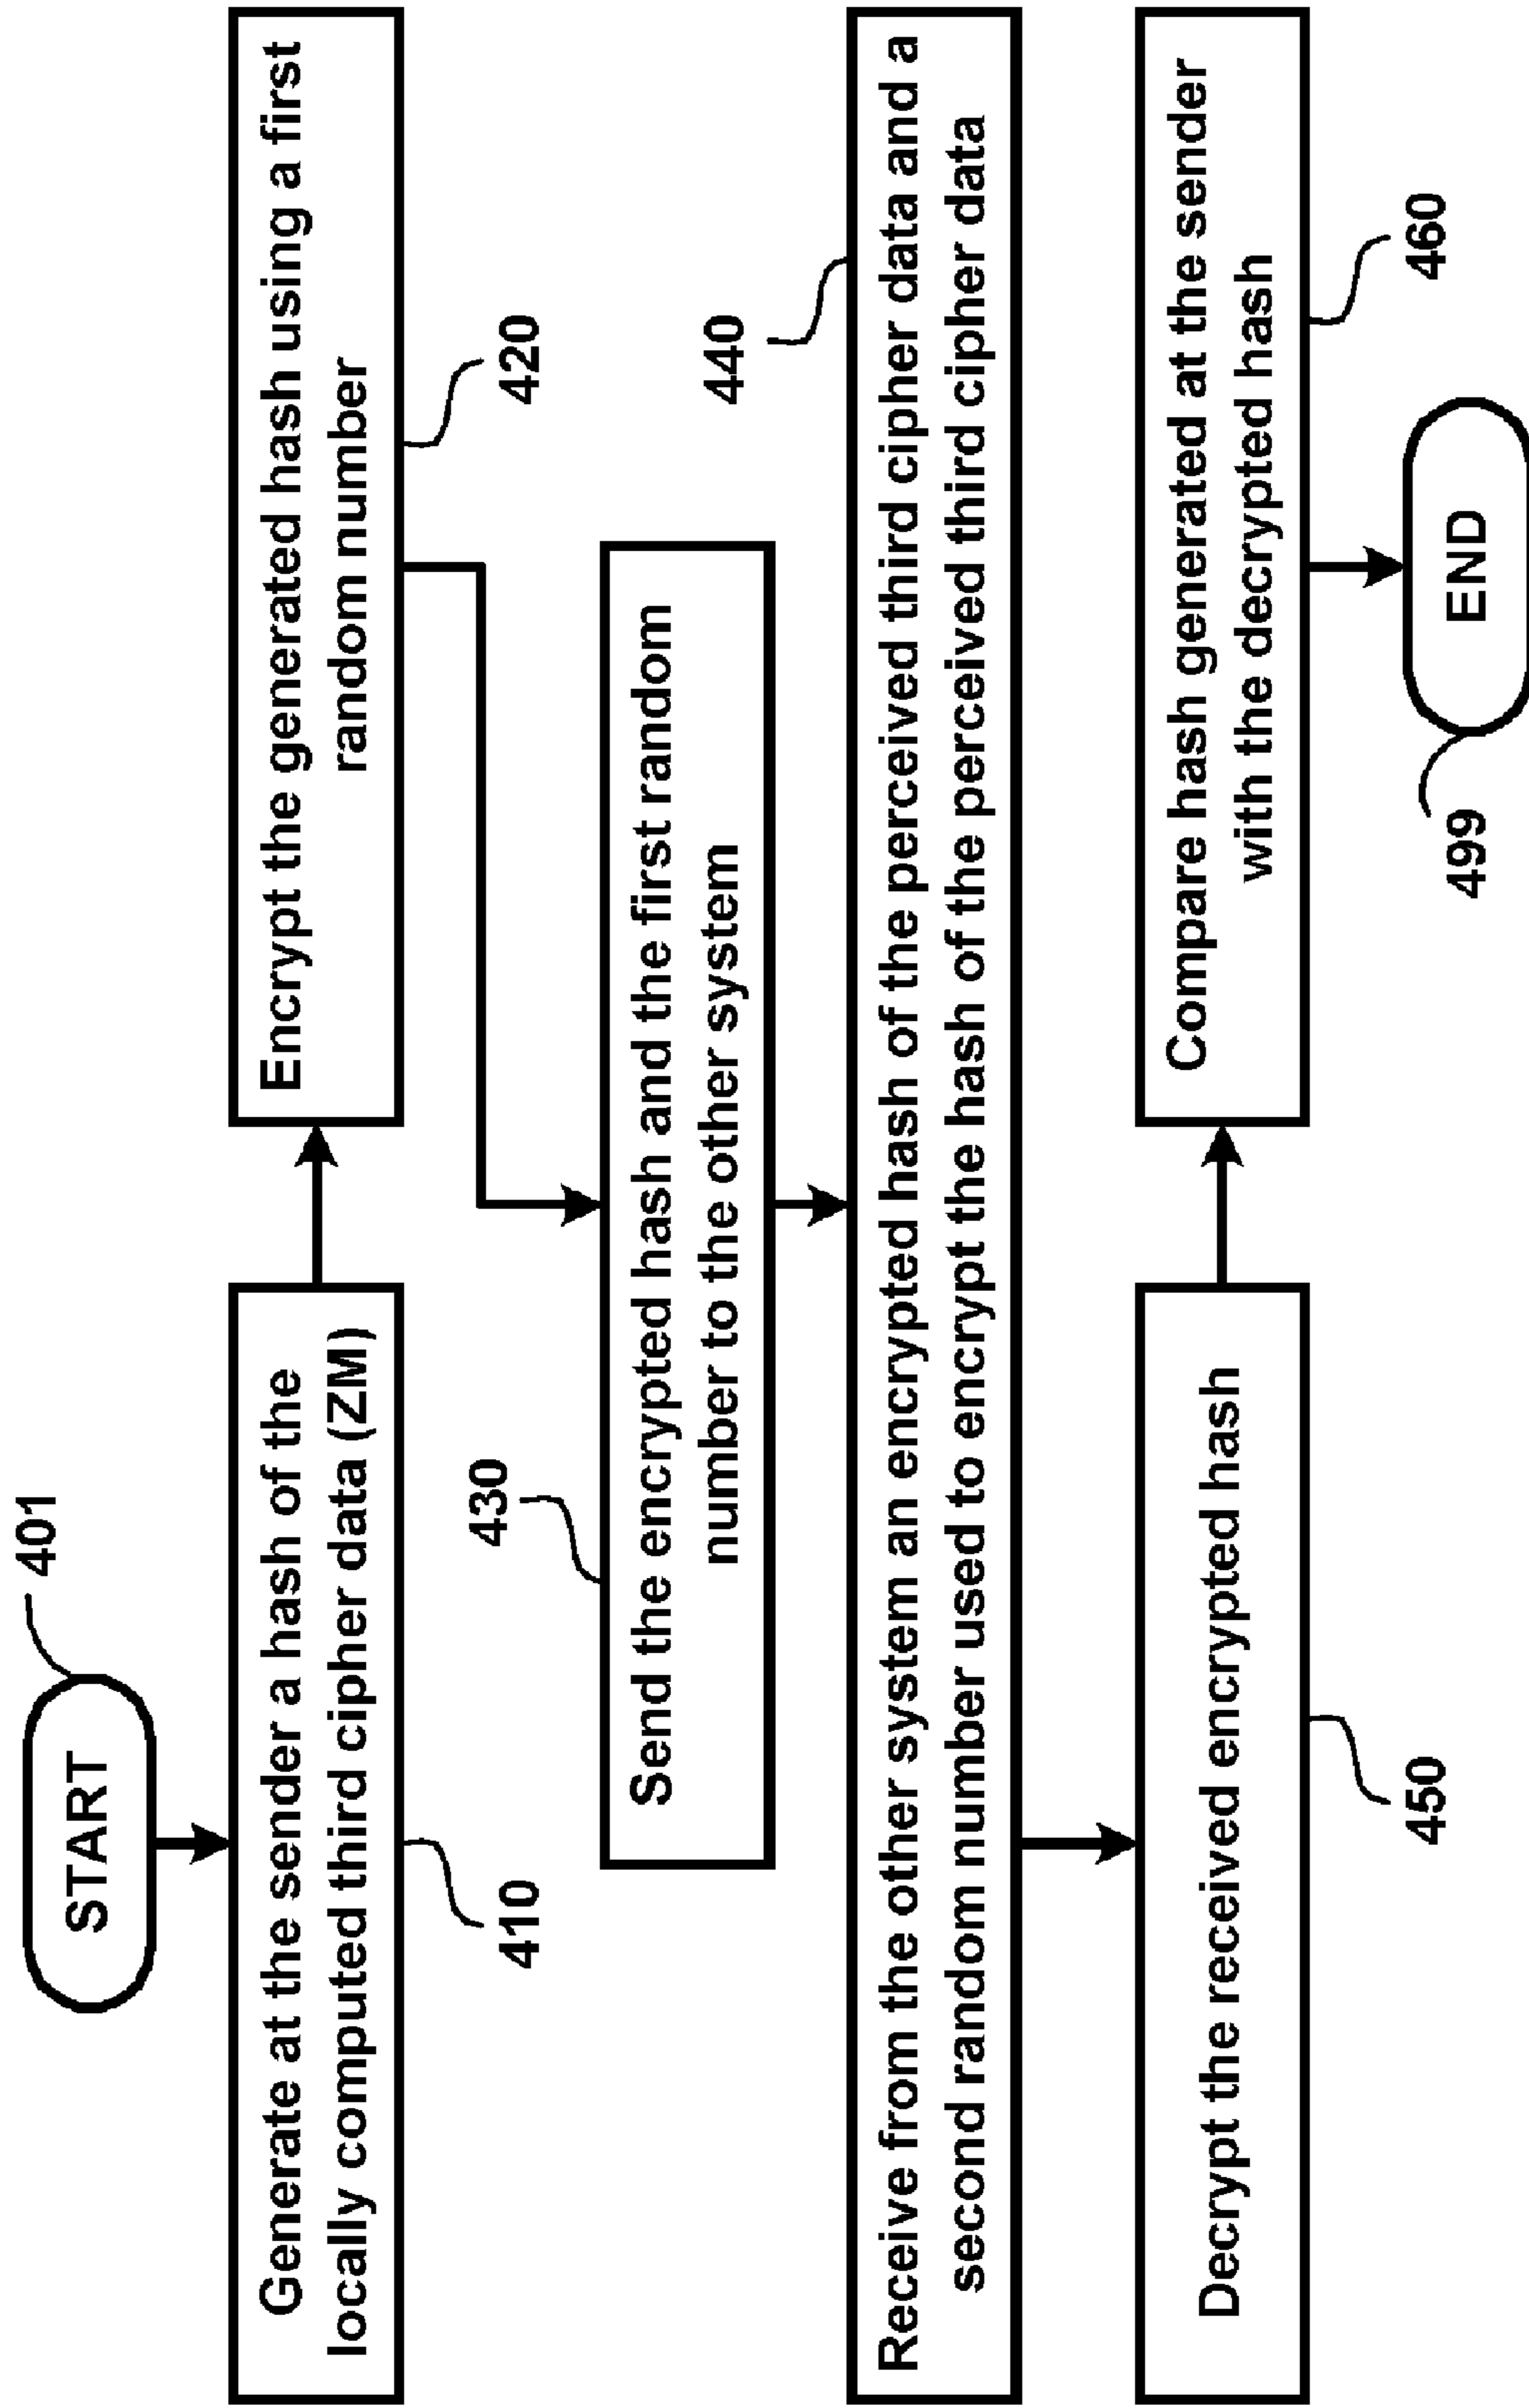 START
401
Generate at the sender a hash of the
locally computed third cipher data (ZM)
410
Encrypt the generated hash using a first
random number
420
430
Send the encrypted hash and the first random
number to the other system
440
Receive from the other system an encrypted hash of the perceived third cipher data and a
second random number used to encrypt the hash of the perceived third cipher data
Decrypt the received encrypted hash
450
Compare hash generated at the sender
with the decrypted hash
460
END
499